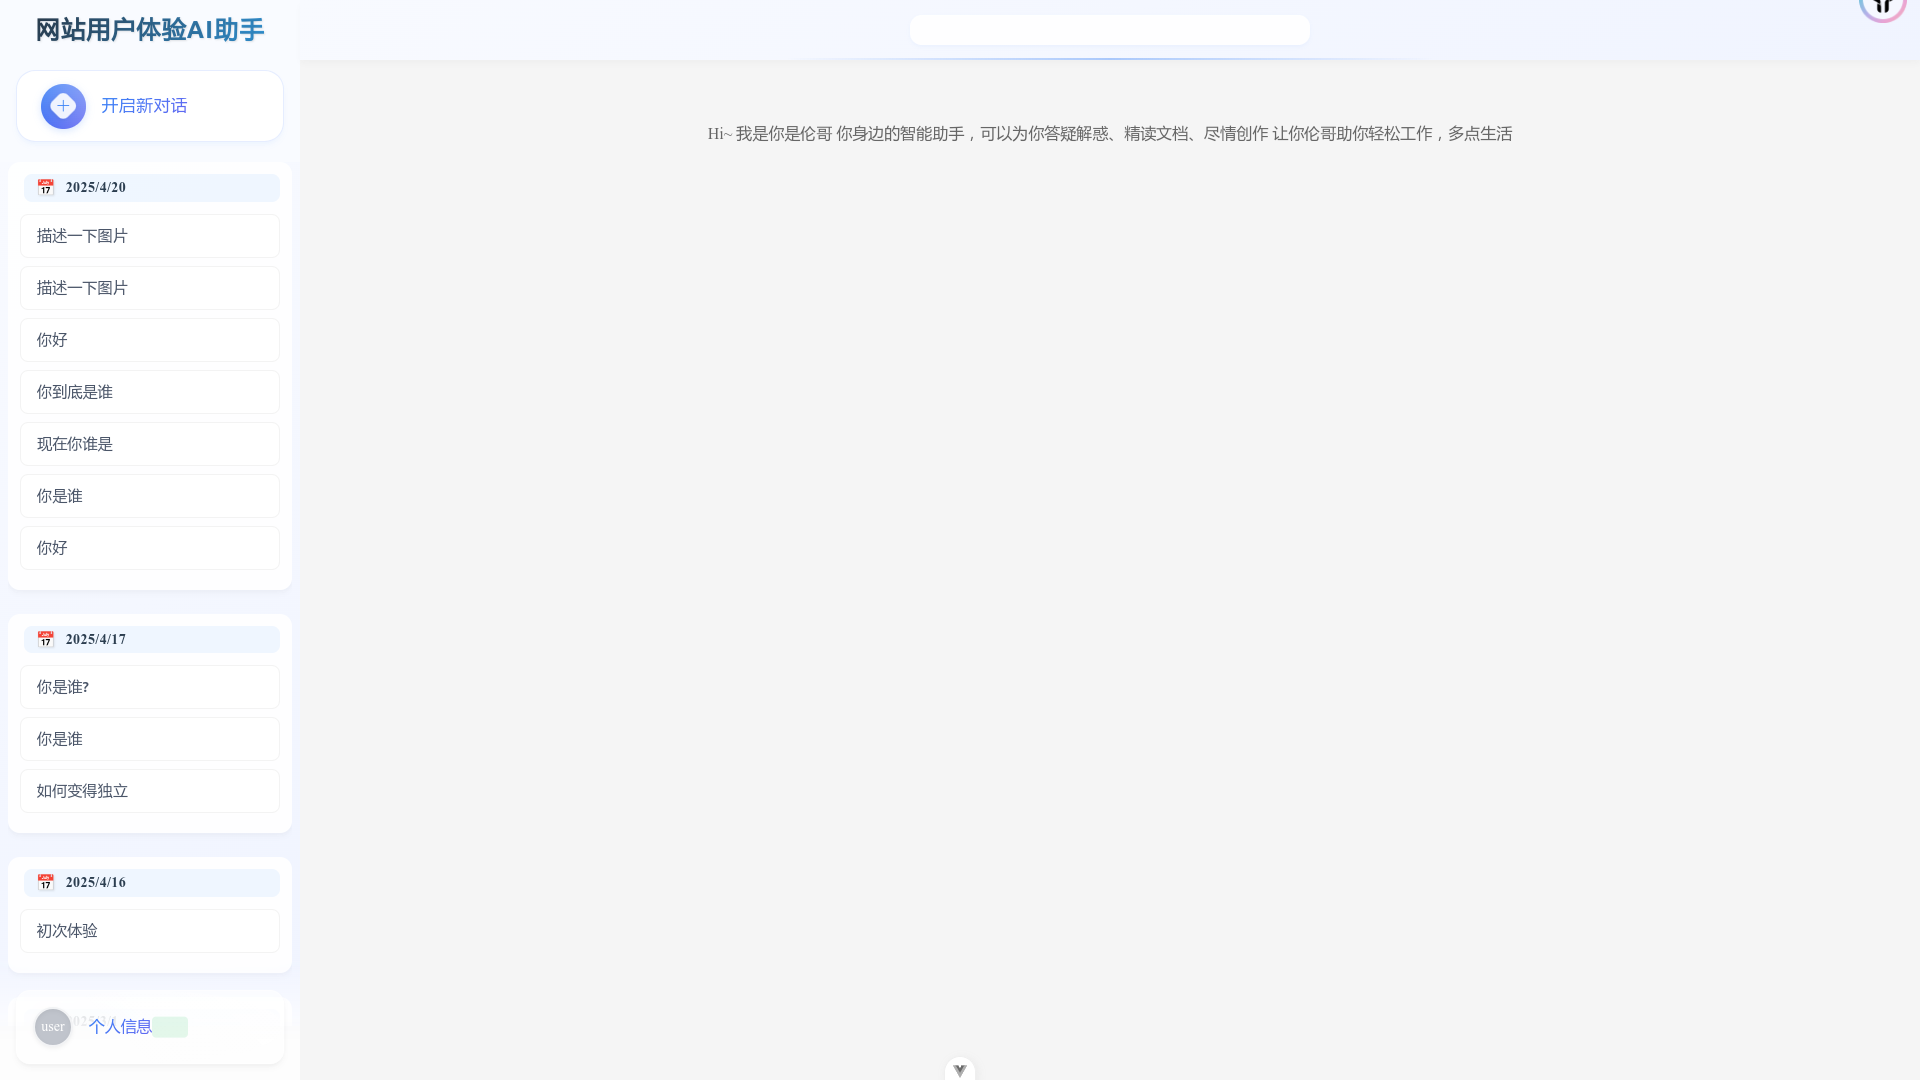 网站用户体验AI助手
开启新对话
2025/4/20
描述一下图片
描述一下图片
你好
你到底是谁
现在你谁是
你是谁
你好
2025/4/17
你是谁?
你是谁
如何变得独立
2025/4/16
初次体验
user
个人信息
Hi~ 我是你是伦哥 你身边的智能助手，可以为你答疑解惑、精读文档、尽情创作 让你伦哥助你轻松工作，多点生活